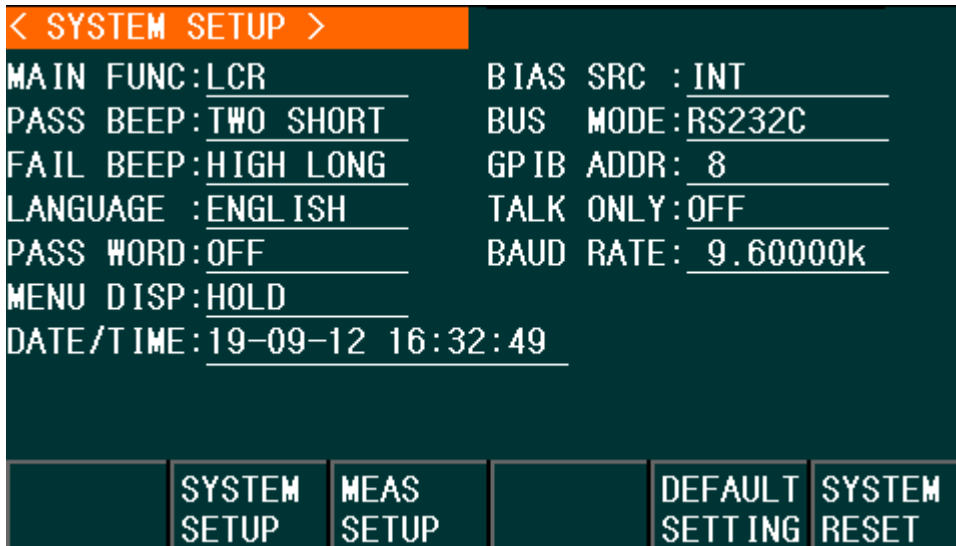 < SYSTEM SETUP >
MAIN FUNC:LCR BIAS SRC :INT
PASS BEEP:TWO SHORT BUS MODE:RS232C
FAIL BEEP:HIGH LONG GPIB ADDR: 8
LANGUAGE :ENGLISH TALK ONLY:OFF
PASS WORD:OFF BAUD RATE: 9.60000k
MENU DISP:HOLD
DATE/TIME:19-09-12 16:32:49
SYSTEM SETUP
MEAS SETUP
DEFAULT SETTING
SYSTEM RESET